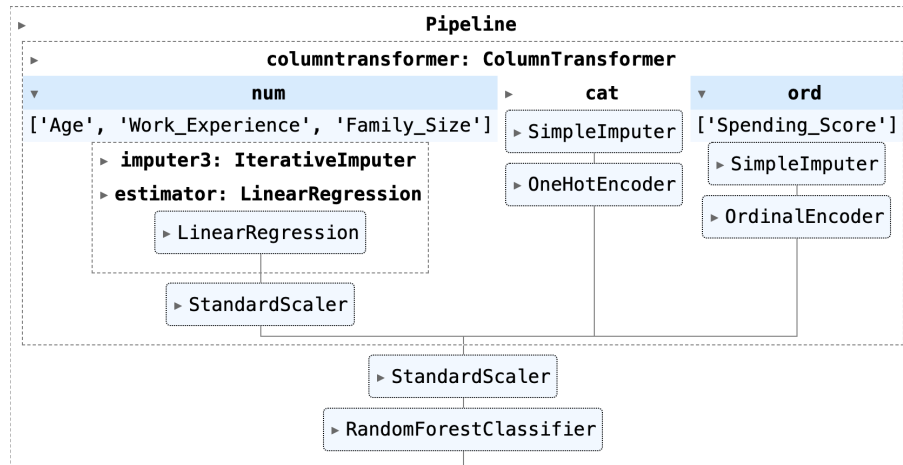 Pipeline
columntransformer: ColumnTransformer
num
['Age', 'Work_Experience', 'Family_Size']
imputer3: IterativeImputer
estimator: LinearRegression
LinearRegression
StandardScaler
cat
SimpleImputer
OneHotEncoder
ord
['Spending_Score']
SimpleImputer
OrdinalEncoder
StandardScaler
RandomForestClassifier